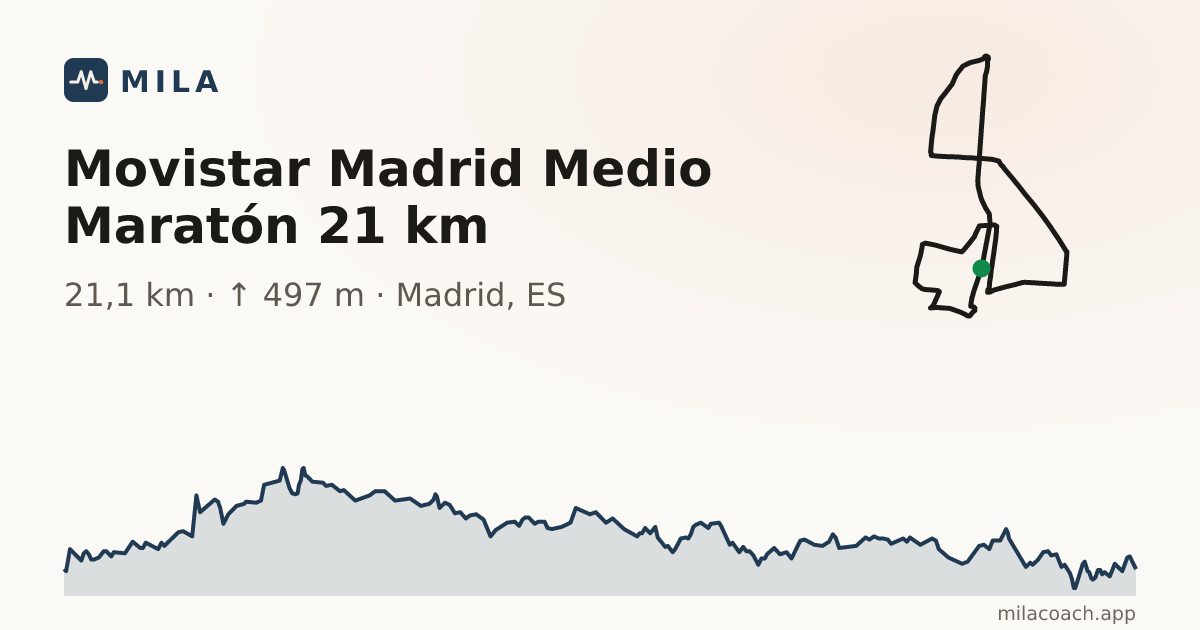 MILA
Movistar Madrid Medio
Maratón 21 km
21,1 km · ↑ 497 m · Madrid, ES
milacoach.app